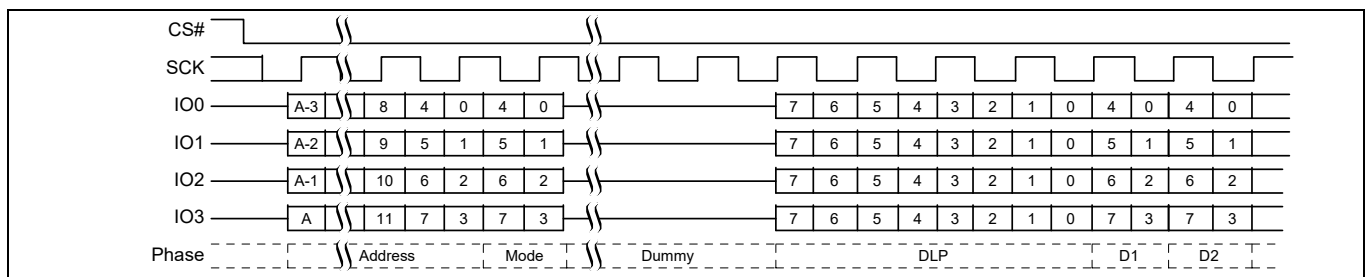 CS#
SCK
IO0 A-3 8 4 0 4 0 7 6 5 4 3 2 1 0 4 0 4 0
IO1 A-2 9 5 1 5 1 7 6 5 4 3 2 1 0 5 1 5 1
IO2 A-1 10 6 2 6 2 7 6 5 4 3 2 1 0 6 2 6 2
IO3 A 11 7 3 7 3 7 6 5 4 3 2 1 0 7 3 7 3
Phase Address Mode Dummy DLP D1 D2